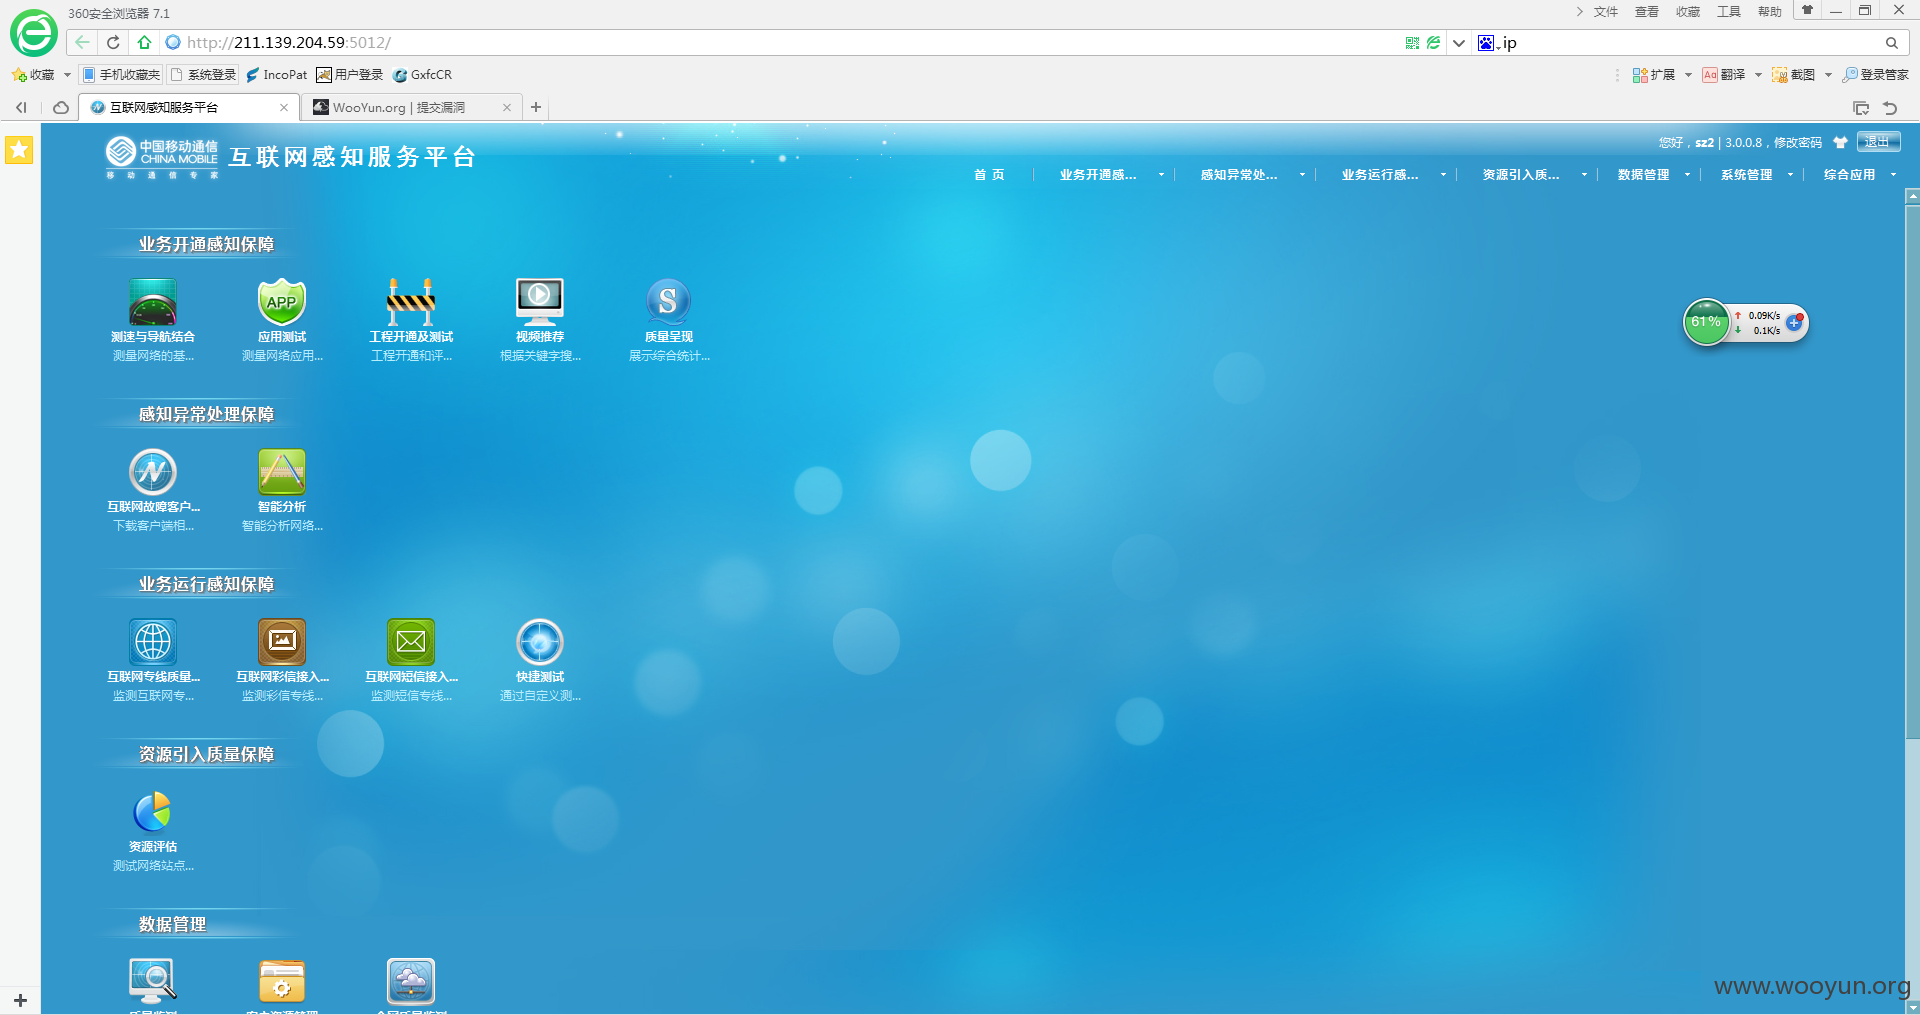 360安全浏览器 7.1
文件 查看 收藏 工具 帮助
http://211.139.204.59:5012/
ip
收藏 手机收藏夹 系统登录 IncoPat 用户登录 GxfcCR
扩展 翻译 截图 登录管家
互联网感知服务平台 WooYun.org | 提交漏洞
中国移动通信
CHINA MOBILE
移动通信专家
互联网感知服务平台
您好，sz2 | 3.0.0.8，修改密码 退出
首 页 业务开通感... 感知异常处... 业务运行感... 资源引入质... 数据管理 系统管理 综合应用
业务开通感知保障
APP
S
测速与导航结合 应用测试 工程开通及测试 视频推荐 质量呈现
测量网络的基... 测量网络应用... 工程开通和评... 根据关键字搜... 展示综合统计...
61% 0.09K/s
0.1K/s
感知异常处理保障
互联网故障客户... 智能分析
下载客户端相... 智能分析网络...
业务运行感知保障
互联网专线质量... 互联网彩信接入... 互联网短信接入... 快捷测试
监测互联网专... 监测彩信专线... 监测短信专线... 通过自定义测...
资源引入质量保障
资源评估
测试网络站点...
数据管理
www.wooyun.org